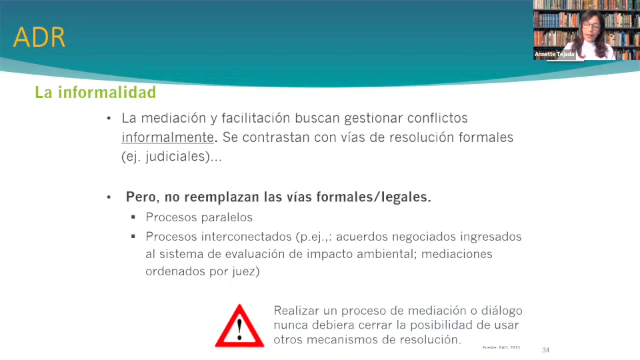 ADR
Annette Tejada
La informalidad
• La mediación y facilitación buscan gestionar conflictos
informalmente. Se contrastan con vías de resolución formales
(ej. judiciales)...
• Pero, no reemplazan las vías formales/legales.
▪ Procesos paralelos
▪ Procesos interconectados (p.ej,: acuerdos negociados ingresados
al sistema de evaluación de impacto ambiental; mediaciones
ordenados por juez)
Realizar un proceso de mediación o diálogo
nunca debiera cerrar la posibilidad de usar
otros mecanismos de resolución.
34